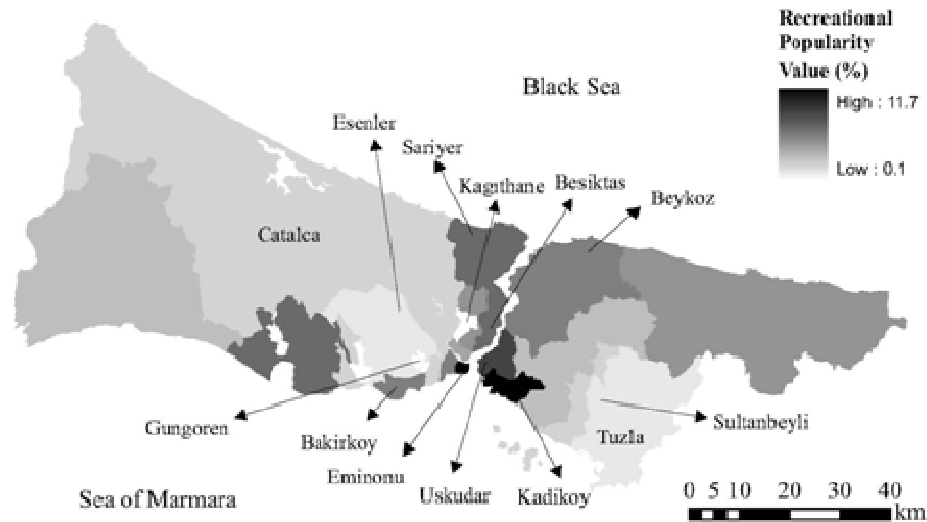 Recreational
Popularity
Value (%)
High : 11.7
Low : 0.1
Black Sea
Esenler
Sariyer
Kagithane
Besiktas
Beykoz
Catalca
Gungoren
Bakirkoy
Eminonu
Uskudar
Kadikoy
Tuzla
Sultanbeyli
Sea of Marmara
0 5 10 20 30 40
km